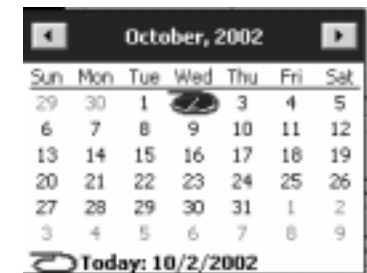 October, 2002
Sun Mon Tue Wed Thu Fri Sat
29 30 1 2 3 4 5
6 7 8 9 10 11 12
13 14 15 16 17 18 19
20 21 22 23 24 25 26
27 28 29 30 31 1 2
3 4 5 6 7 8 9
Today: 10/2/2002